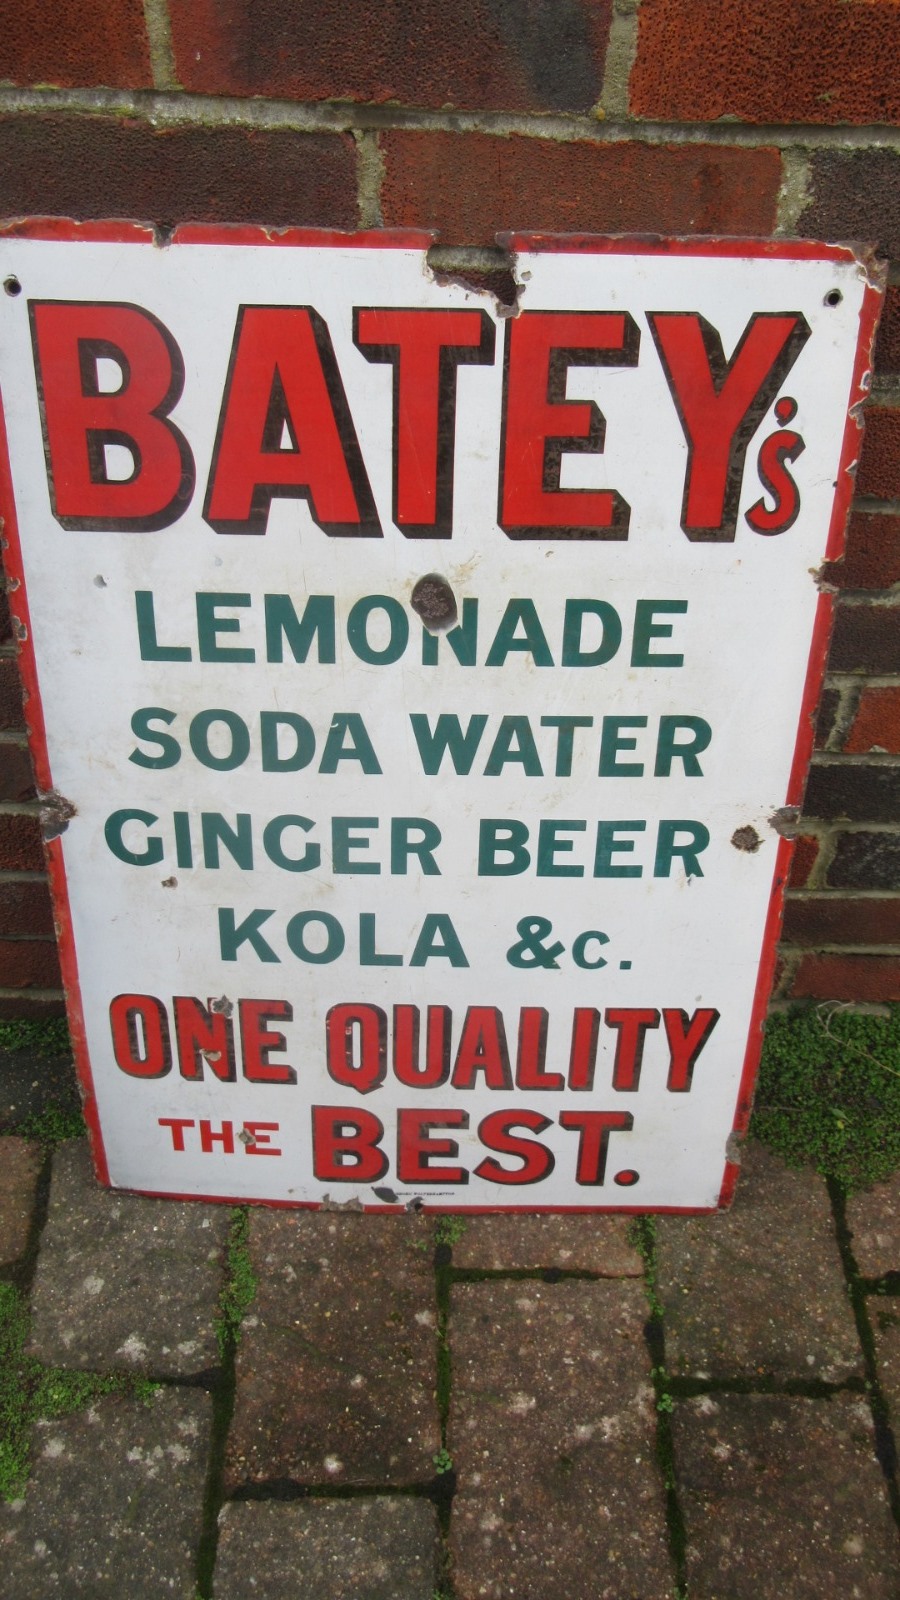 BATEY's
LEMONADE
SODA WATER
GINGER BEER
KOLA &c.
ONE QUALITY
THE BEST.